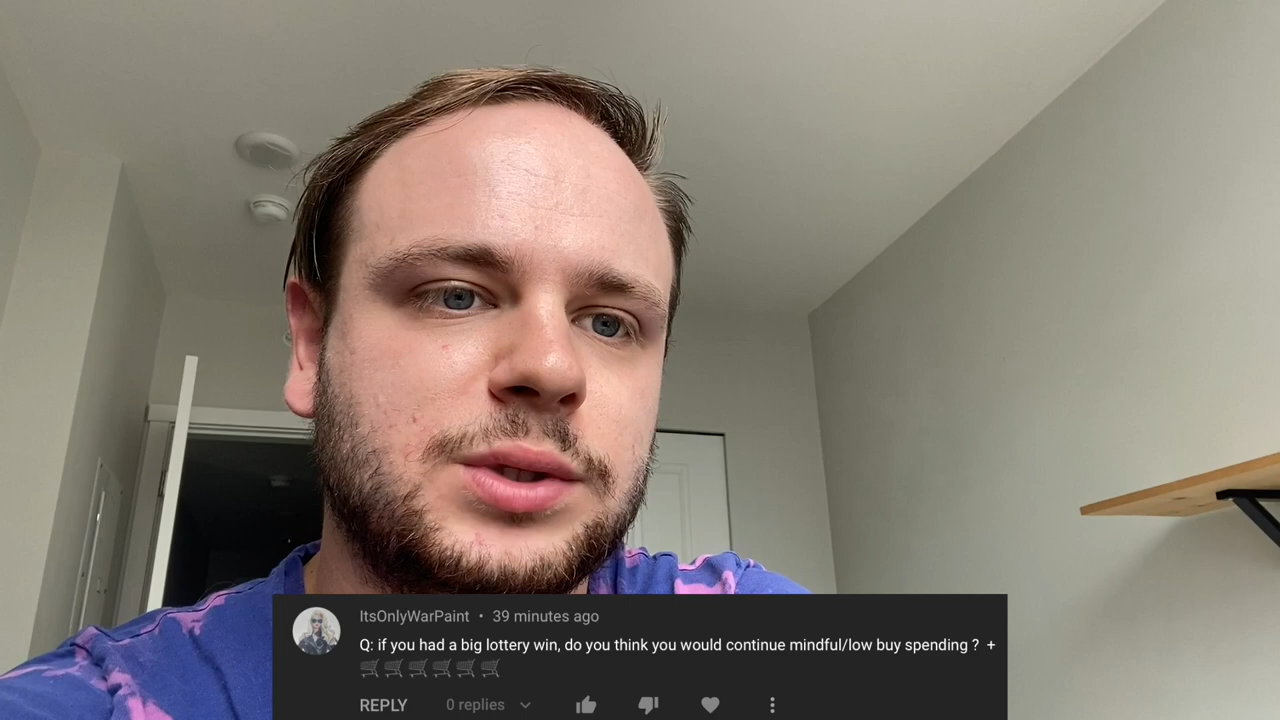 ItsOnlyWarPaint • 39 minutes ago
Q: if you had a big lottery win, do you think you would continue mindful/low buy spending ? +
🛒🛒🛒🛒🛒🛒
REPLY 0 replies